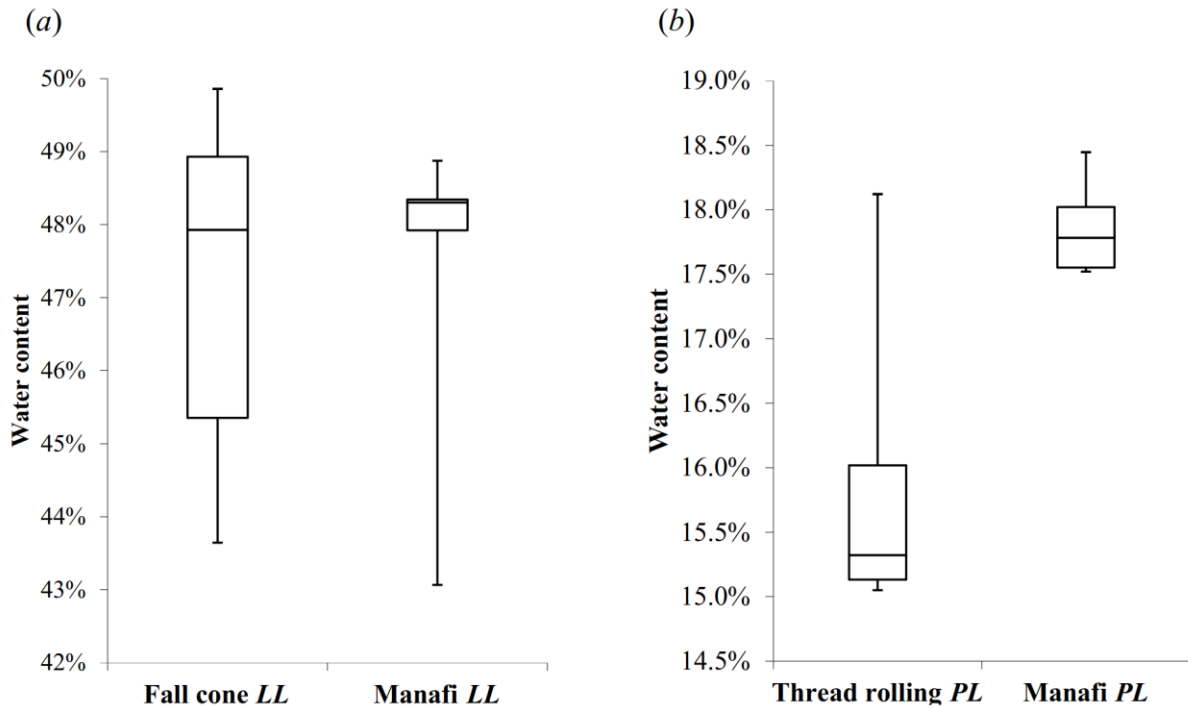 (a)
50%
49%
48%
47%
46%
45%
44%
43%
42%
Water content
Fall cone LL
Manafi LL
(b)
19.0%
18.5%
18.0%
17.5%
17.0%
16.5%
16.0%
15.5%
15.0%
14.5%
Water content
Thread rolling PL
Manafi PL